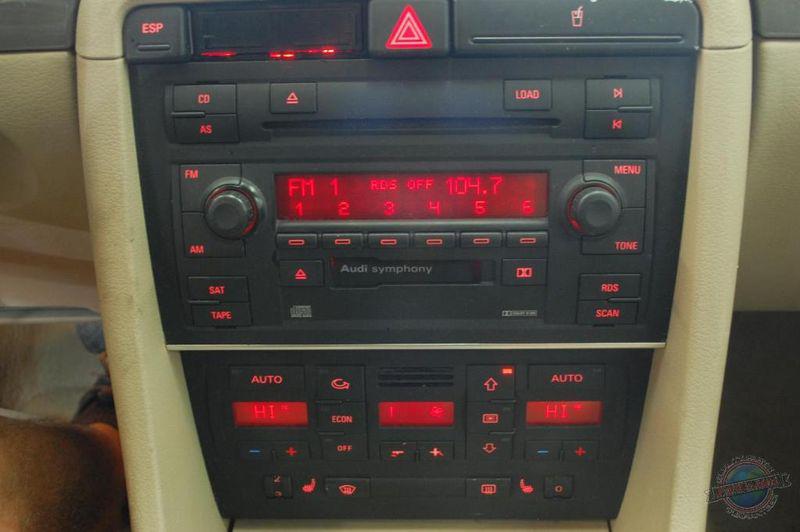 ESP
CD
AS
LOAD
FM
MENU
FM 1 RDS OFF 104.7
1 2 3 4 5 6
AM
TONE
Audi symphony
SAT
RDS
TAPE
SCAN
AUTO
AUTO
HI
1
HI
ECON
OFF